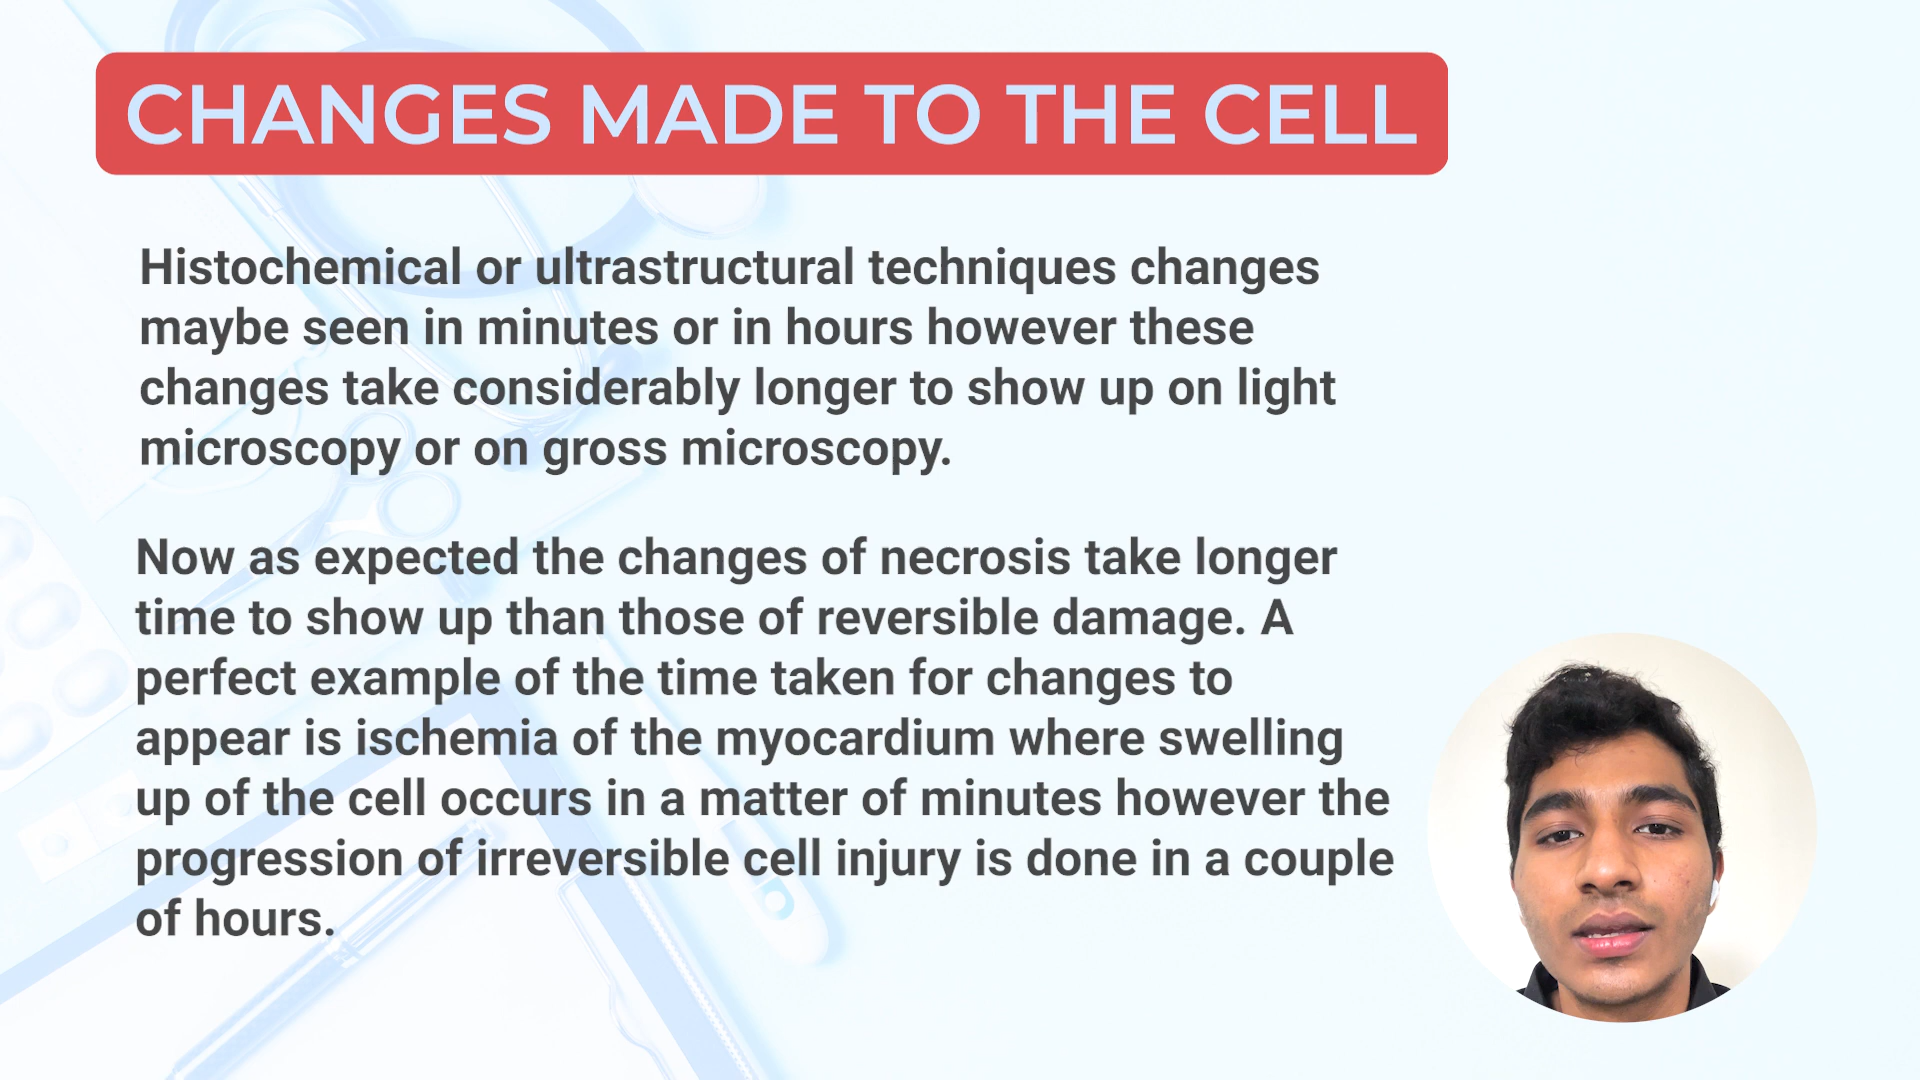 CHANGES MADE TO THE CELL
Histochemical or ultrastructural techniques changes
maybe seen in minutes or in hours however these
changes take considerably longer to show up on light
microscopy or on gross microscopy.
Now as expected the changes of necrosis take longer
time to show up than those of reversible damage. A
perfect example of the time taken for changes to
appear is ischemia of the myocardium where swelling
up of the cell occurs in a matter of minutes however the
progression of irreversible cell injury is done in a couple
of hours.